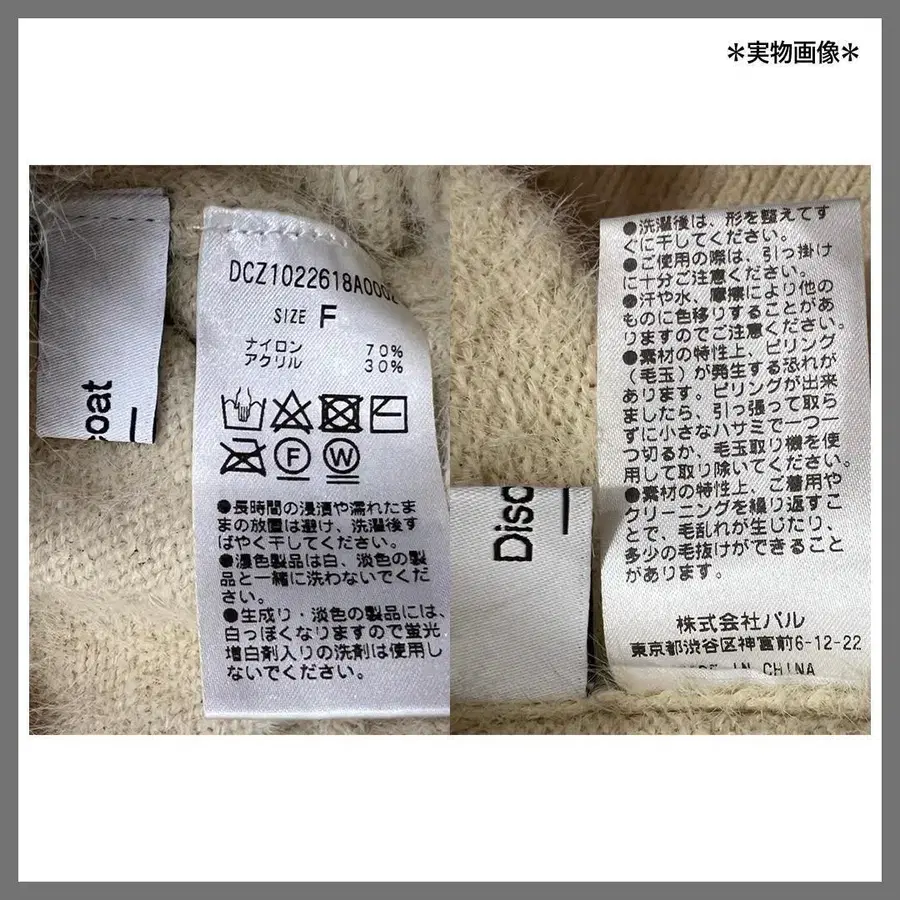 ＊実物画像＊
coat
DCZ1022618A0002
SIZE F
ナイロン 70%
アクリル 30%
F W
●長時間の浸漬や濡れたま
まの放置は避け、洗濯後す
ばやく干してください。
●濃色製品は白、淡色の製
品と一緒に洗わないでくだ
さい。
●生成り・淡色の製品には、
白っぽくなりますので蛍光
増白剤入りの洗剤は使用し
ないでください。
Disc
●洗濯後は、形を整えてす
ぐに干してください。
●ご使用の際は、引っ掛け
に十分ご注意ください。
●汗や水、摩擦により他の
ものに色移りすることがあ
りますのでご注意ください。
●素材の特性上、ピリング
（毛玉）が発生する恐れが
あります。ピリングが出来
ましたら、引っ張って取ら
ずに小さなハサミで一つ一
つ切るか、毛玉取り機を使
用して取り除いてください。
●素材の特性上、ご着用や
クリーニングを繰り返すこ
とで、毛乱れが生じたり、
多少の毛抜けができること
があります。
株式会社パル
東京都渋谷区神宮前6-12-22
MADE IN CHINA